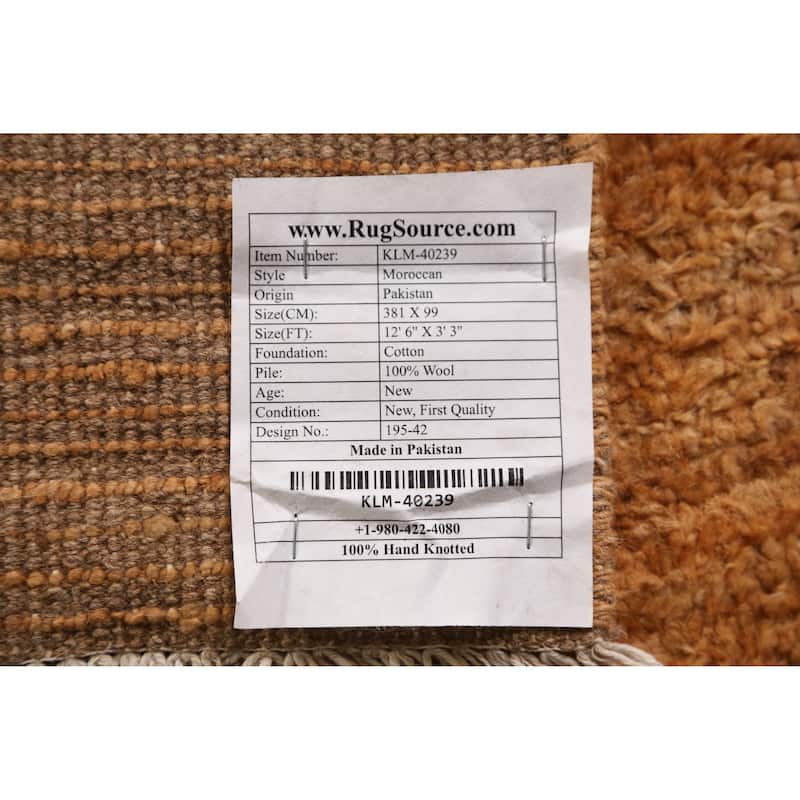 www.RugSource.com
Item Number: KLM-40239
Style Moroccan
Origin Pakistan
Size(CM): 381 X 99
Size(FT): 12' 6" X 3' 3"
Foundation: Cotton
Pile: 100% Wool
Age: New
Condition: New, First Quality
Design No.: 195-42
Made in Pakistan
KLM-40239
+1-980-422-4080
100% Hand Knotted